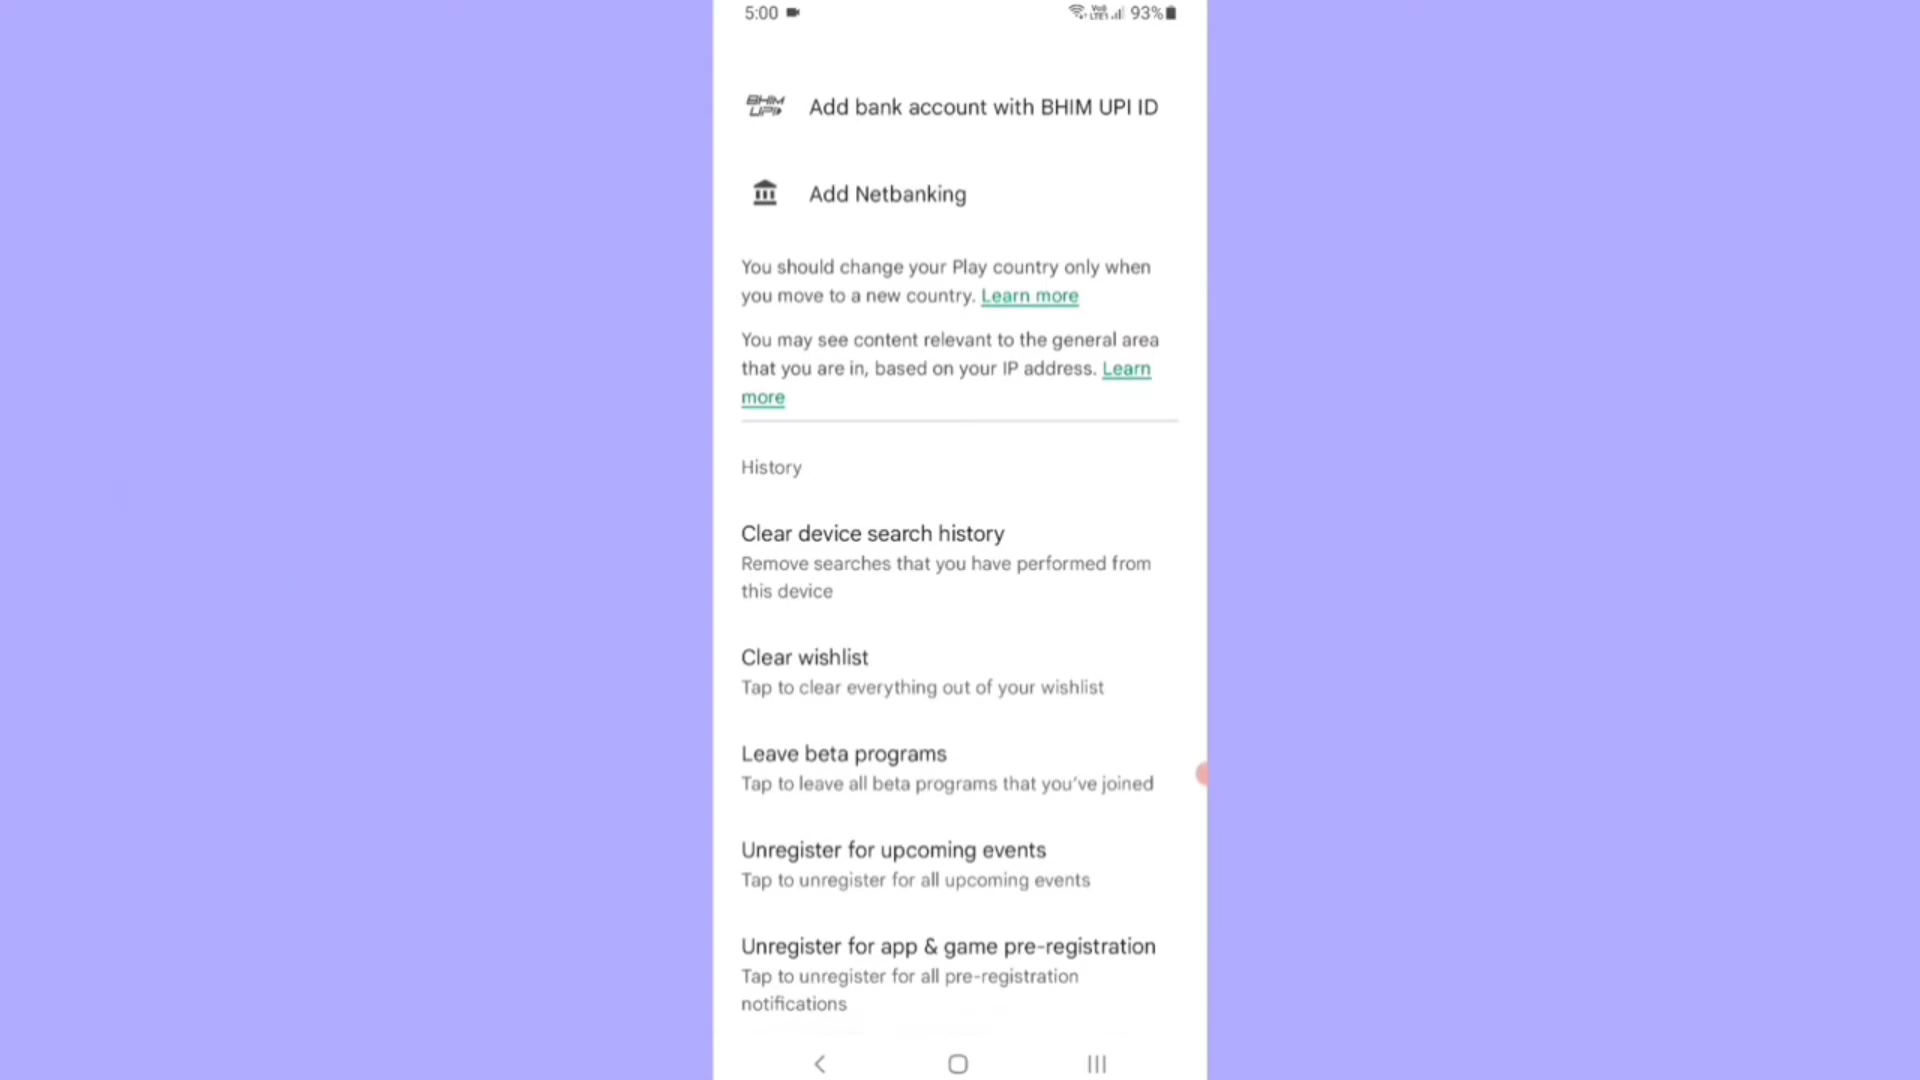 5:00
Vo) LTE1 93%
BHIM UPI
Add bank account with BHIM UPI ID
Add Netbanking
You should change your Play country only when
you move to a new country. Learn more
You may see content relevant to the general area
that you are in, based on your IP address. Learn
more
History
Clear device search history
Remove searches that you have performed from
this device
Clear wishlist
Tap to clear everything out of your wishlist
Leave beta programs
Tap to leave all beta programs that you've joined
Unregister for upcoming events
Tap to unregister for all upcoming events
Unregister for app & game pre-registration
Tap to unregister for all pre-registration
notifications